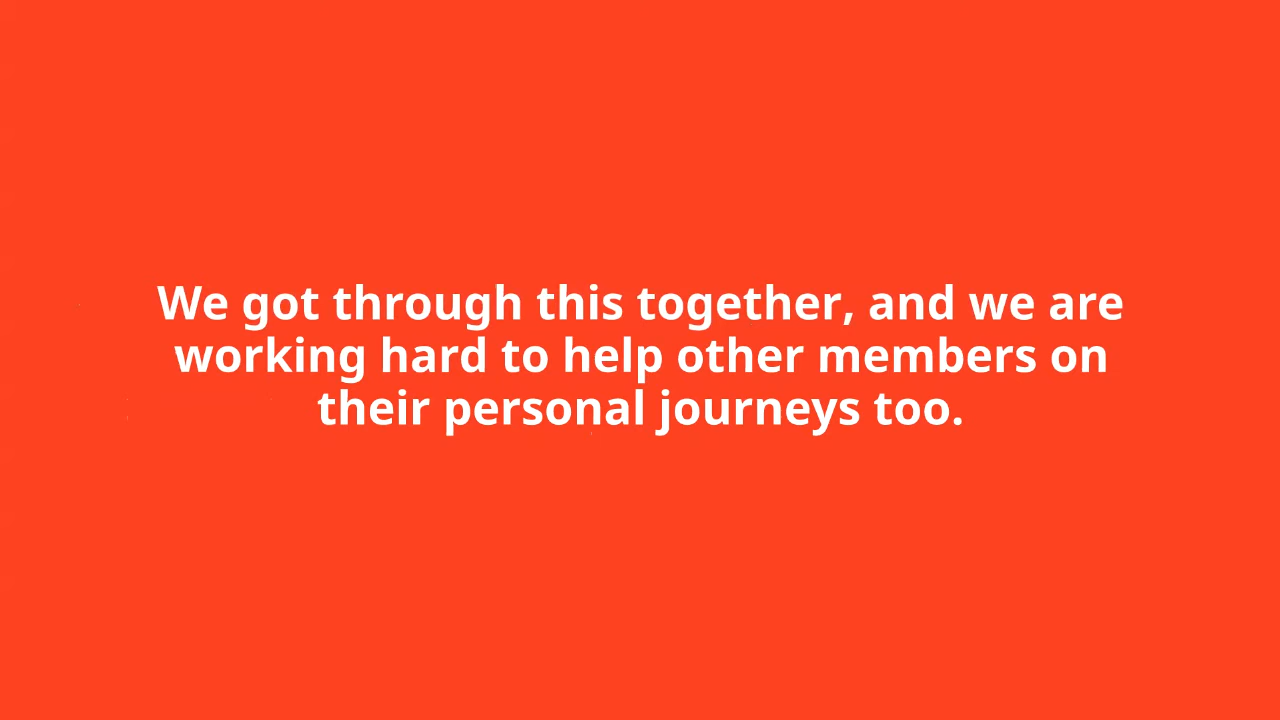 We got through this together, and we are
working hard to help other members on
their personal journeys too.